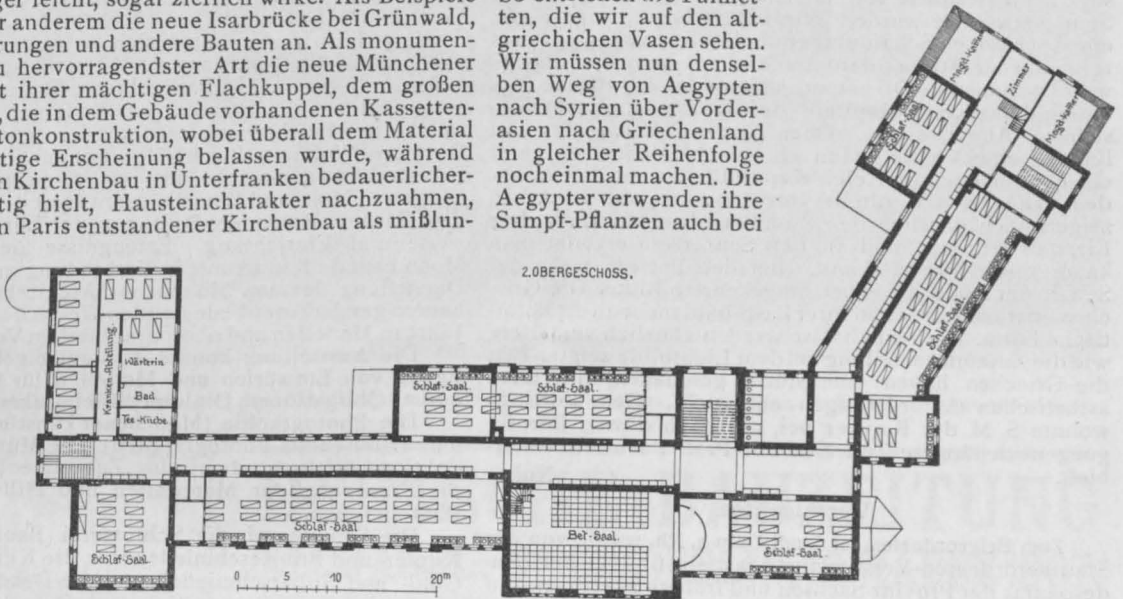 ger leicht, sogar zierlich wirke. Als Beispiele
r anderem die neue Isarbrücke bei Grünwald,
rungen und andere Bauten an. Als monumen-
n hervorragendster Art die neue Münchener
t ihrer mächtigen Flachkuppel, dem großen
, die in dem Gebäude vorhandenen Kassetten-
tonkonstruktion, wobei überall dem Material
tige Erscheinung belassen wurde, während
n Kirchenbau in Unterfranken bedauerlicher-
tig hielt, Hausteincharakter nachzuahmen,
n Paris entstandener Kirchenbau als mißlun-
ten, die wir auf den alt-
griechichen Vasen sehen.
Wir müssen nun densel-
ben Weg von Aegypten
nach Syrien über Vorder-
asien nach Griechenland
in gleicher Reihenfolge
noch einmal machen. Die
Aegypter verwenden ihre
Sumpf-Pflanzen auch bei
2.OBERGESCHOSS.
Kranken-Abteilung.
Wärterin
Bad
Tee-Küche
Schlaf-Saal.
Schlaf-Saal.
Schlaf-Saal.
Schlaf-Saal.
Schlaf-Saal
Bet-Saal.
Schlaf-Saal.
0 5 10 20m